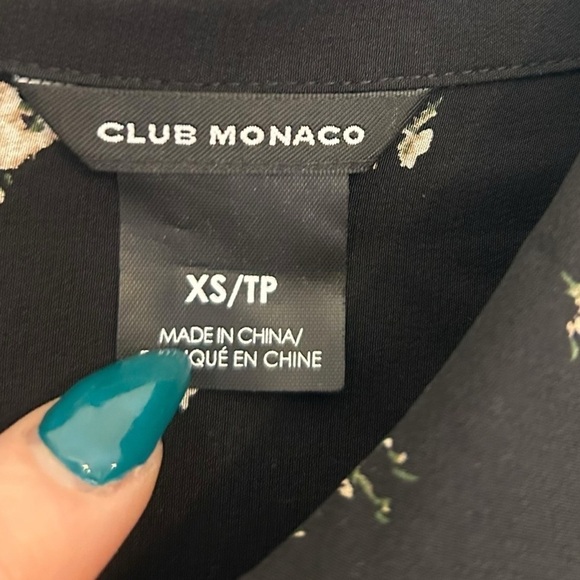 CLUB MONACO
XS/TP
MADE IN CHINA/
EN CHINE